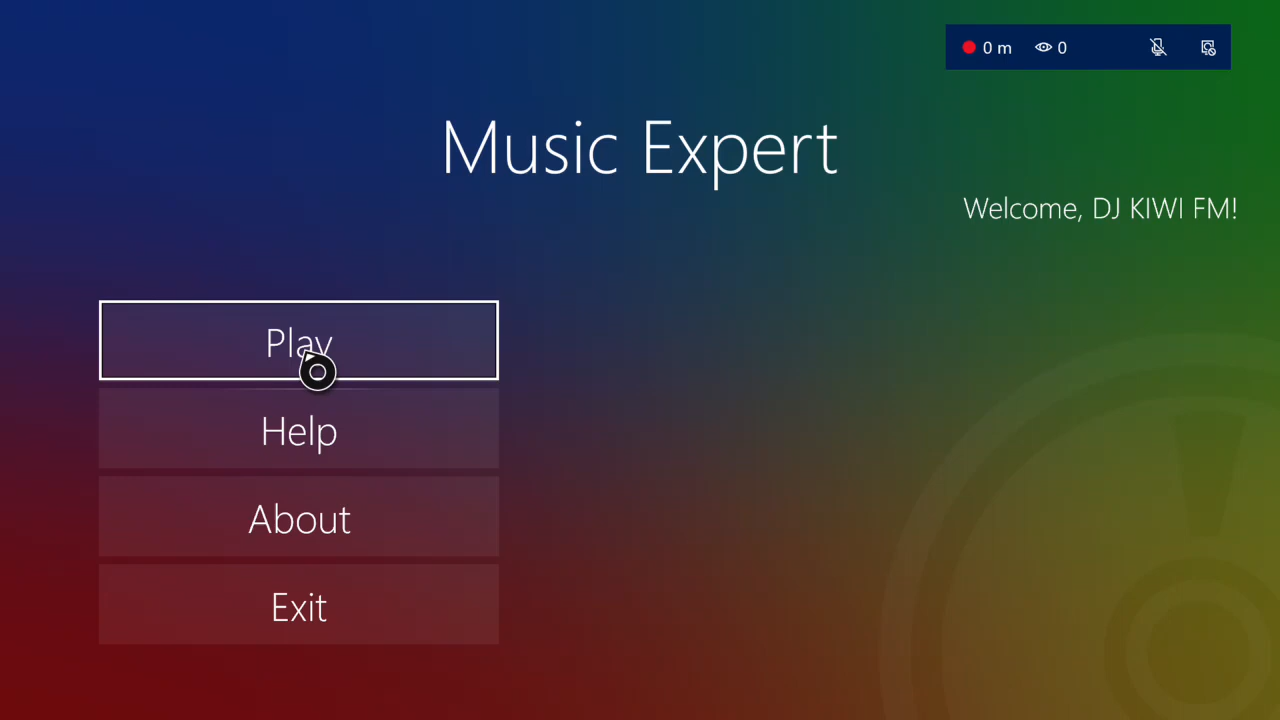 0 m 0
Music Expert
Welcome, DJ KIWI FM!
Play
Help
About
Exit